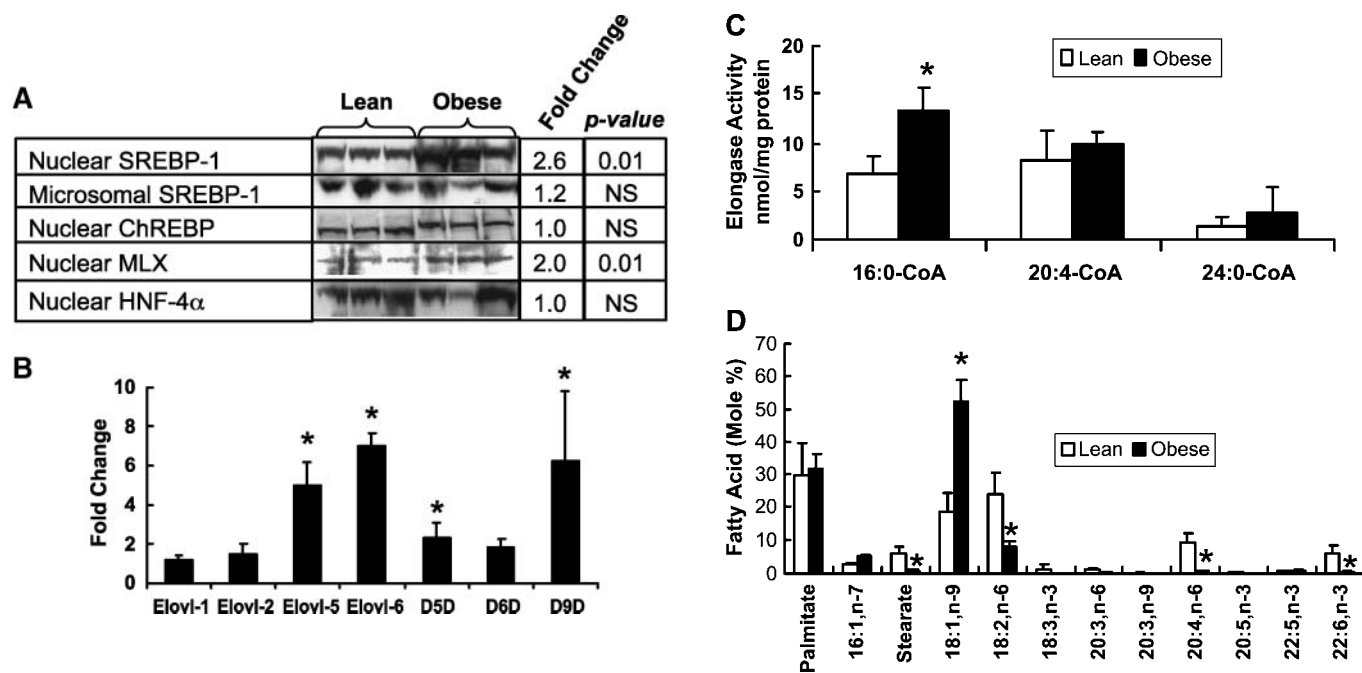 A
Lean Obese Fold Change p-value
Nuclear SREBP-1 2.6 0.01
Microsomal SREBP-1 1.2 NS
Nuclear ChREBP 1.0 NS
Nuclear MLX 2.0 0.01
Nuclear HNF-4α 1.0 NS
B
Fold Change
10
8
6
4
2
0
* * * *
Elovl-1 Elovl-2 Elovl-5 Elovl-6 D5D D6D D9D
C
Elongase Activity
nmol/mg protein
20
15
10
5
0
Lean Obese
*
16:0-CoA 20:4-CoA 24:0-CoA
D
Fatty Acid (Mole %)
70
60
50
40
30
20
10
0
Lean Obese
* * * * *
Palmitate
16:1,n-7
Stearate
18:1,n-9
18:2,n-6
18:3,n-3
20:3,n-6
20:3,n-9
20:4,n-6
20:5,n-3
22:5,n-3
22:6,n-3